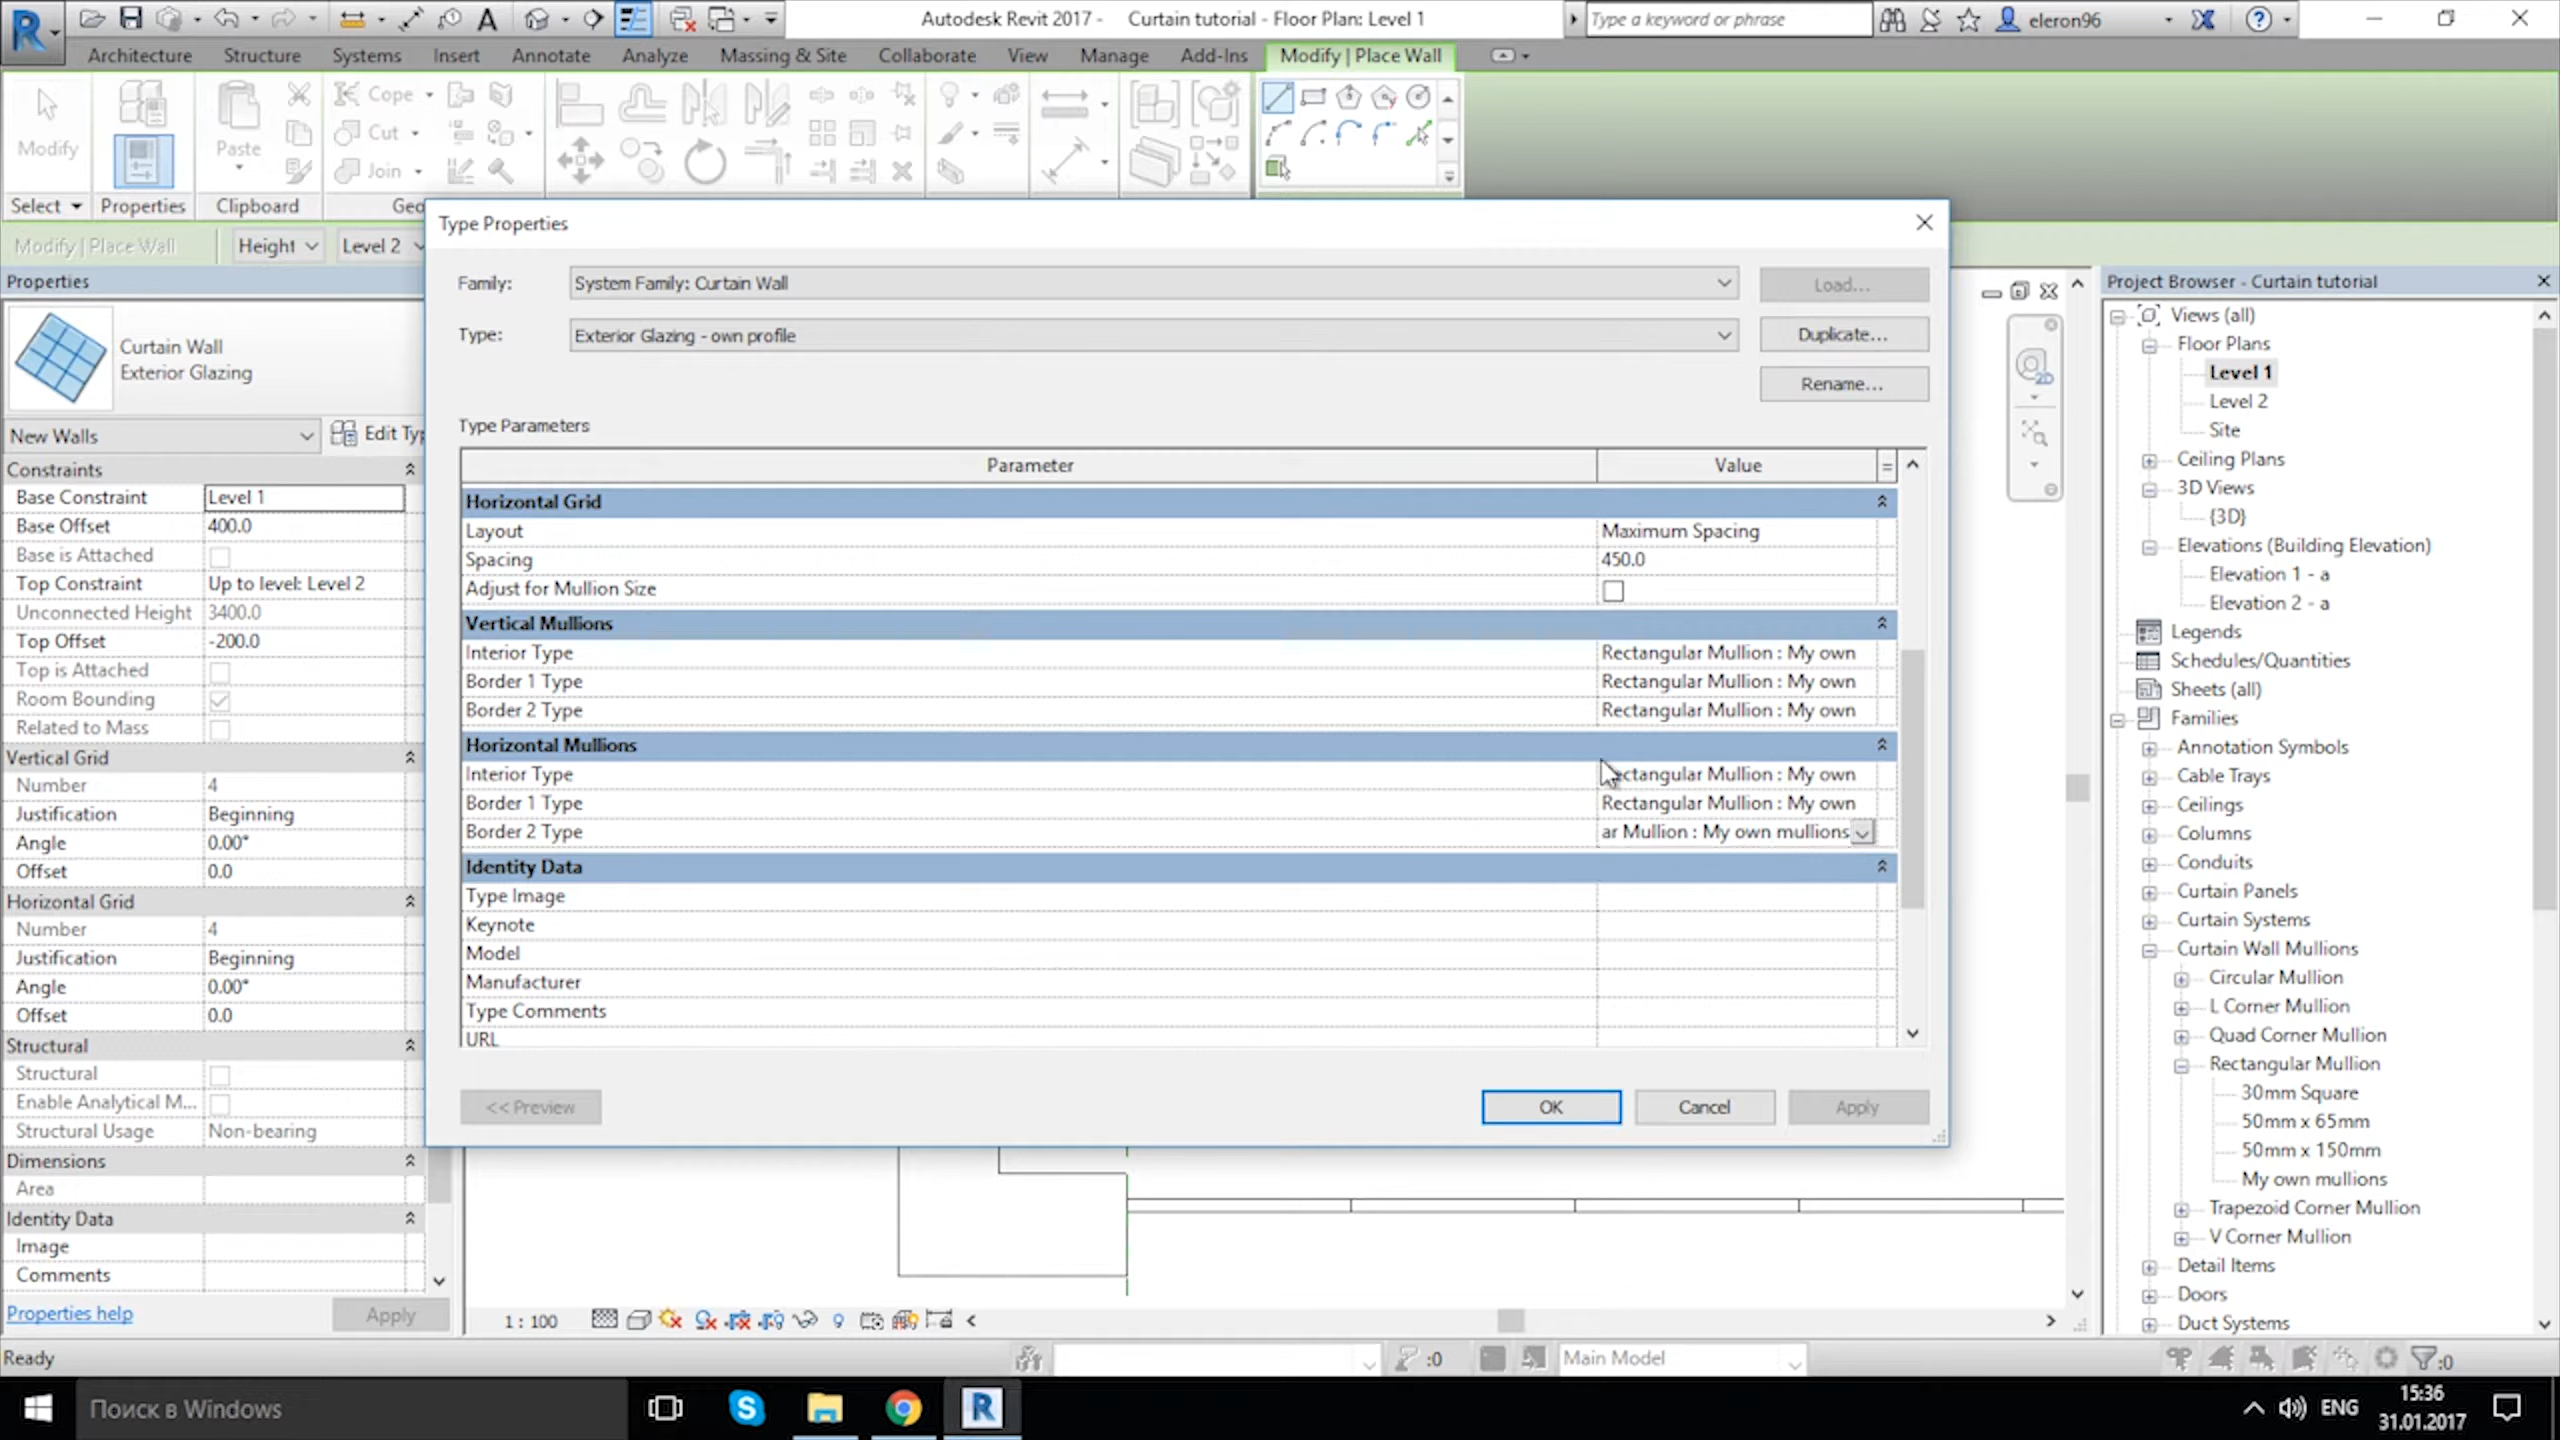 Autodesk Revit 2017 - Curtain tutorial - Floor Plan: Level 1
Type a keyword or phrase
eleron96
Architecture Structure Systems Insert Annotate Analyze Massing & Site Collaborate View Manage Add-Ins Modify | Place Wall
Cope
Cut
Join
Modify
Paste
Select Properties Clipboard Geo
Modify | Place Wall Height Level 2
Properties
Curtain Wall
Exterior Glazing
New Walls Edit Typ
Constraints
Base Constraint Level 1
Base Offset 400.0
Base is Attached
Top Constraint Up to level: Level 2
Unconnected Height 3400.0
Top Offset -200.0
Top is Attached
Room Bounding
Related to Mass
Vertical Grid
Number 4
Justification Beginning
Angle 0.00°
Offset 0.0
Horizontal Grid
Number 4
Justification Beginning
Angle 0.00°
Offset 0.0
Structural
Structural
Enable Analytical M...
Structural Usage Non-bearing
Dimensions
Area
Identity Data
Image
Comments
Properties help Apply
Type Properties
Family: System Family: Curtain Wall Load...
Type: Exterior Glazing - own profile Duplicate...
Rename...
Type Parameters
Parameter Value =
Horizontal Grid
Layout Maximum Spacing
Spacing 450.0
Adjust for Mullion Size
Vertical Mullions
Interior Type Rectangular Mullion : My own
Border 1 Type Rectangular Mullion : My own
Border 2 Type Rectangular Mullion : My own
Horizontal Mullions
Interior Type Rectangular Mullion : My own
Border 1 Type Rectangular Mullion : My own
Border 2 Type ar Mullion : My own mullions
Identity Data
Type Image
Keynote
Model
Manufacturer
Type Comments
URL
<< Preview OK Cancel Apply
2D
Project Browser - Curtain tutorial
Views (all)
Floor Plans
Level 1
Level 2
Site
Ceiling Plans
3D Views
{3D}
Elevations (Building Elevation)
Elevation 1 - a
Elevation 2 - a
Legends
Schedules/Quantities
Sheets (all)
Families
Annotation Symbols
Cable Trays
Ceilings
Columns
Conduits
Curtain Panels
Curtain Systems
Curtain Wall Mullions
Circular Mullion
L Corner Mullion
Quad Corner Mullion
Rectangular Mullion
30mm Square
50mm x 65mm
50mm x 150mm
My own mullions
Trapezoid Corner Mullion
V Corner Mullion
Detail Items
Doors
Duct Systems
1 : 100
Ready :0 Main Model :0
Поиск в Windows
ENG
15:36
31.01.2017